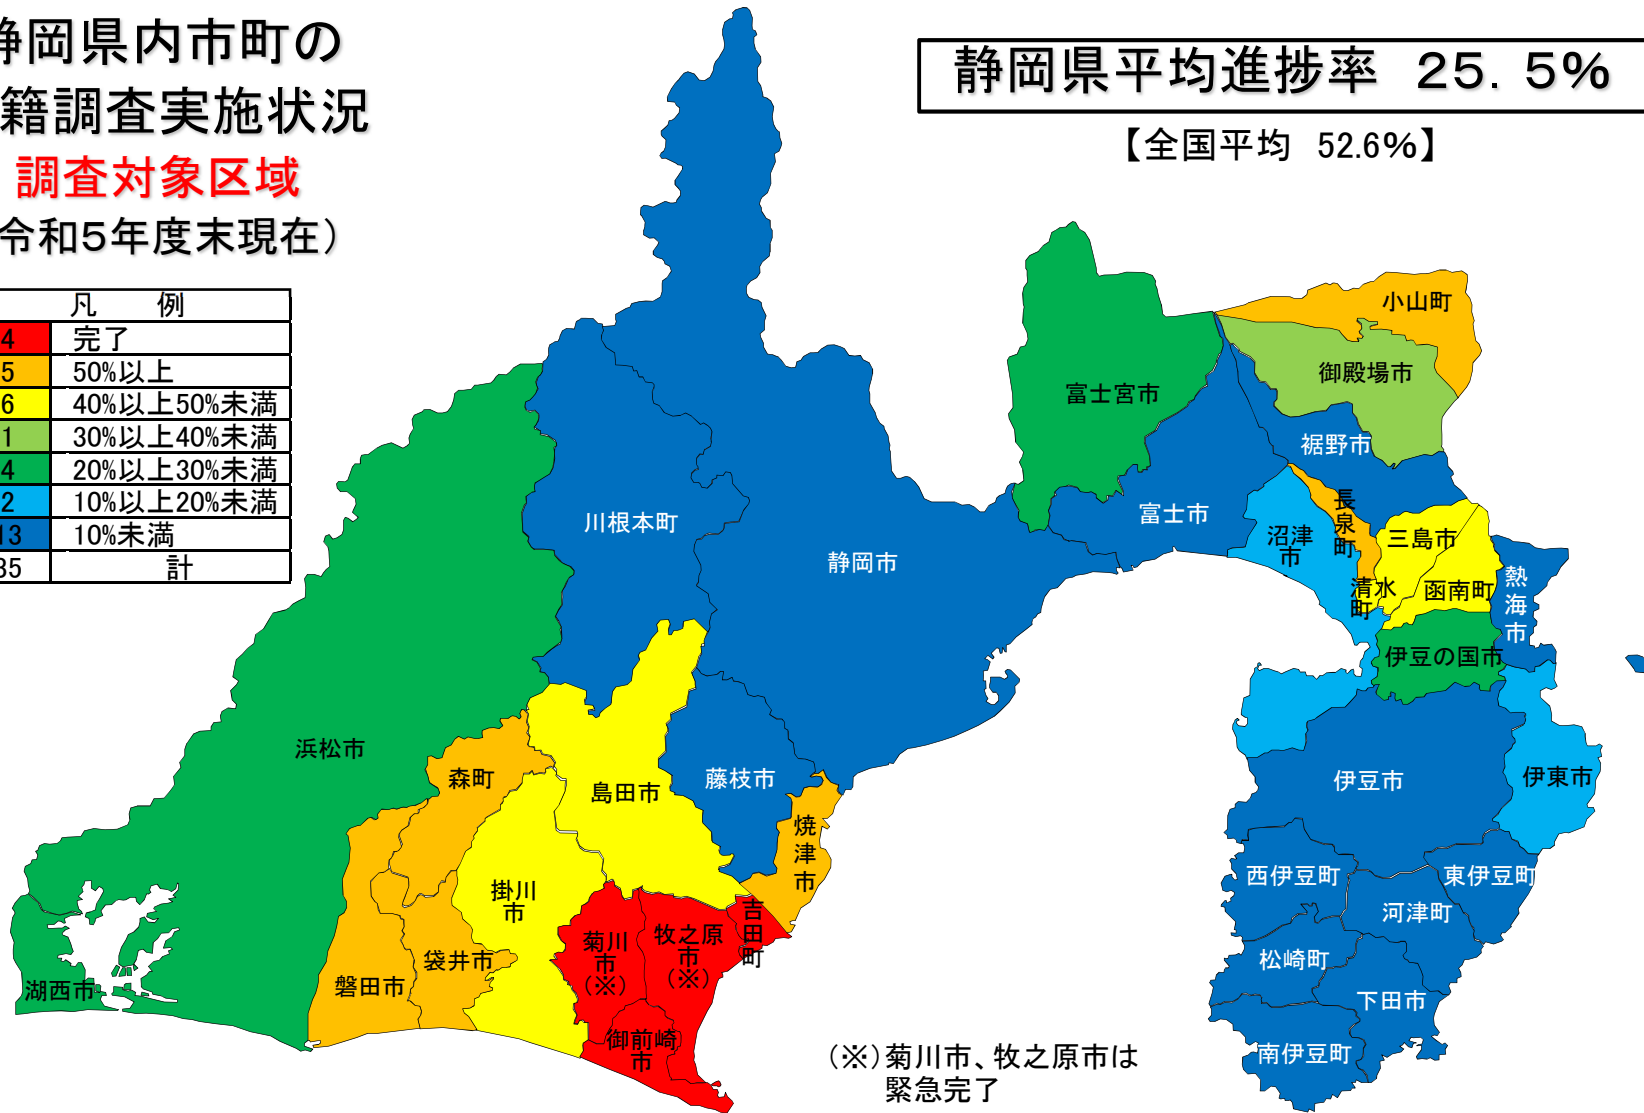 静岡県内市町の
籍調査実施状況
調査対象区域
令和5年度末現在）
静岡県平均進捗率 25.5%
【全国平均 52.6%】
凡 例
4 完了
5 50%以上
6 40%以上50%未満
1 30%以上40%未満
4 20%以上30%未満
2 10%以上20%未満
13 10%未満
35 計
小山町
御殿場市
富士宮市
裾野市
長泉町
富士市
川根本町
沼津
市
三島市
静岡市
熱海市
清水
町
函南町
伊豆の国市
浜松市
森町
島田市
藤枝市
伊豆市
伊東市
焼津市
掛川
市
西伊豆町
東伊豆町
河津町
吉田町
菊川
市
(※)
牧之原
市
(※)
袋井市
磐田市
湖西市
松崎町
下田市
御前崎
市
南伊豆町
(※)菊川市、牧之原市は
緊急完了